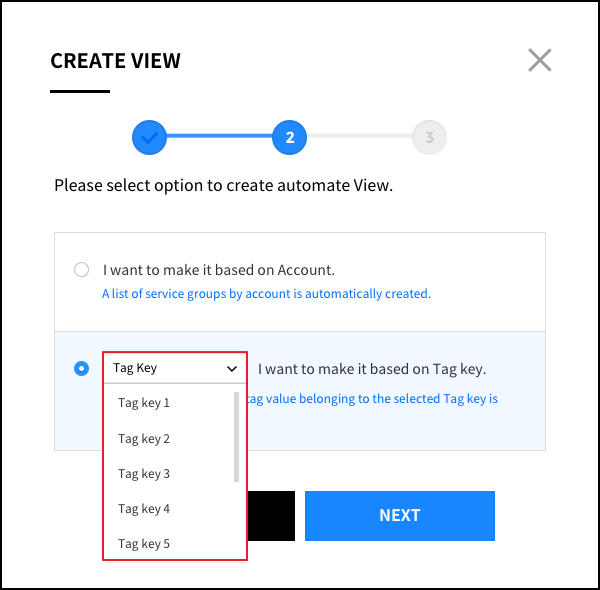 CREATE VIEW
2
3
Please select option to create automate View.
I want to make it based on Account.
A list of service groups by account is automatically created.
Tag Key
I want to make it based on Tag key.
tag value belonging to the selected Tag key is
Tag key 1
Tag key 2
Tag key 3
Tag key 4
Tag key 5
NEXT